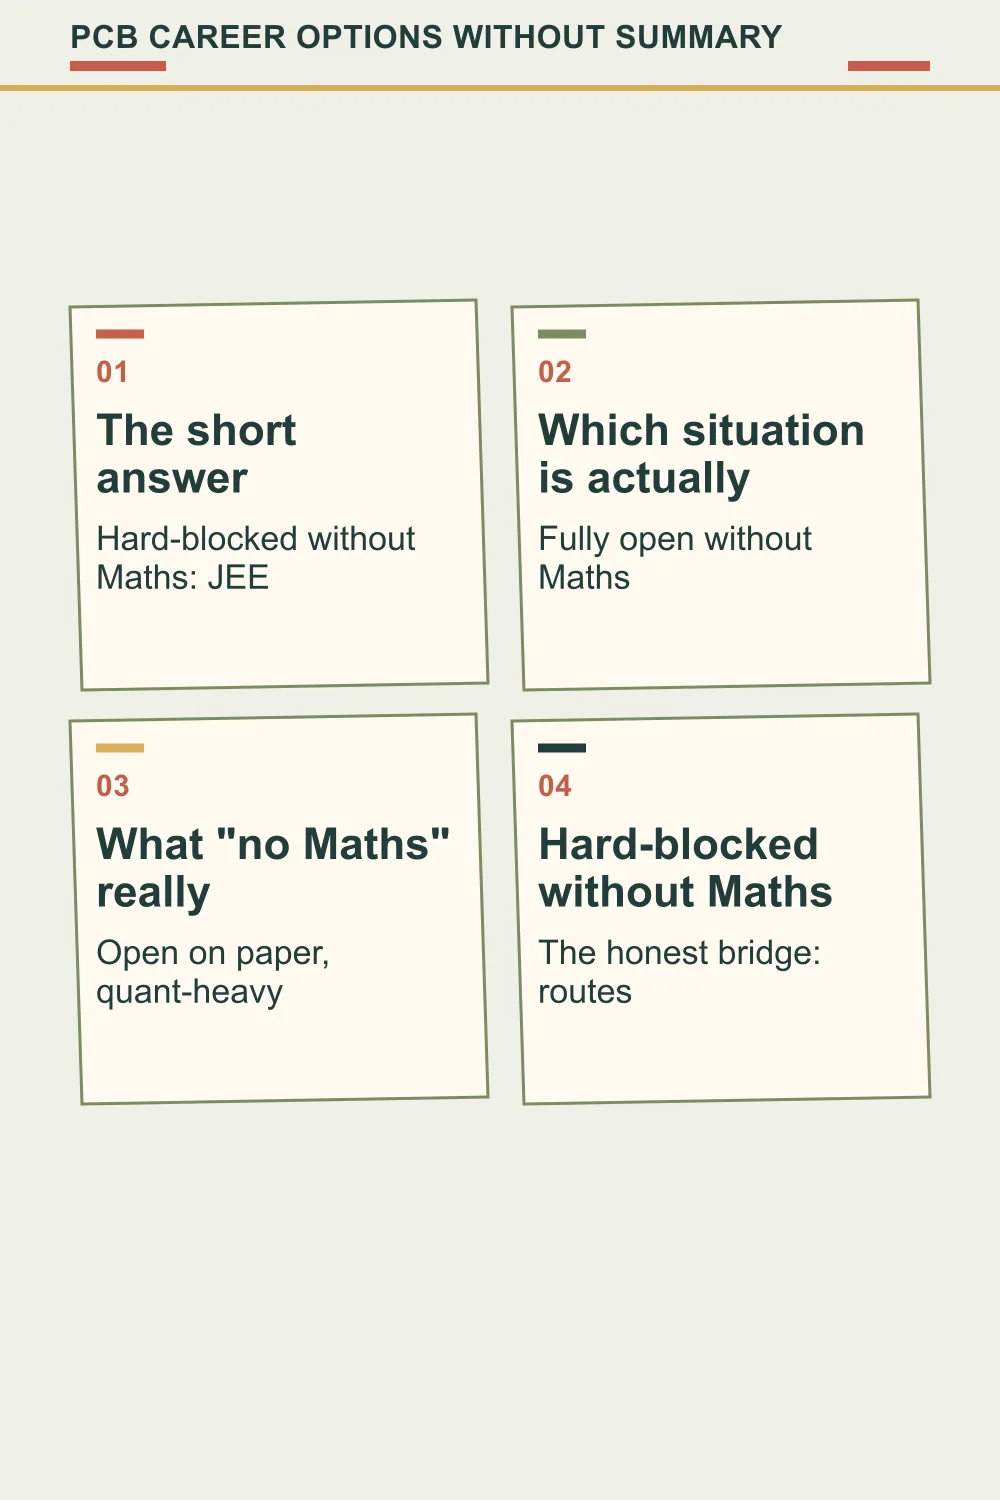 PCB CAREER OPTIONS WITHOUT SUMMARY
01
The short
answer
Hard-blocked without
Maths: JEE
02
Which situation
is actually
Fully open without
Maths
03
What "no Maths"
really
Open on paper,
quant-heavy
04
Hard-blocked
without Maths
The honest bridge:
routes